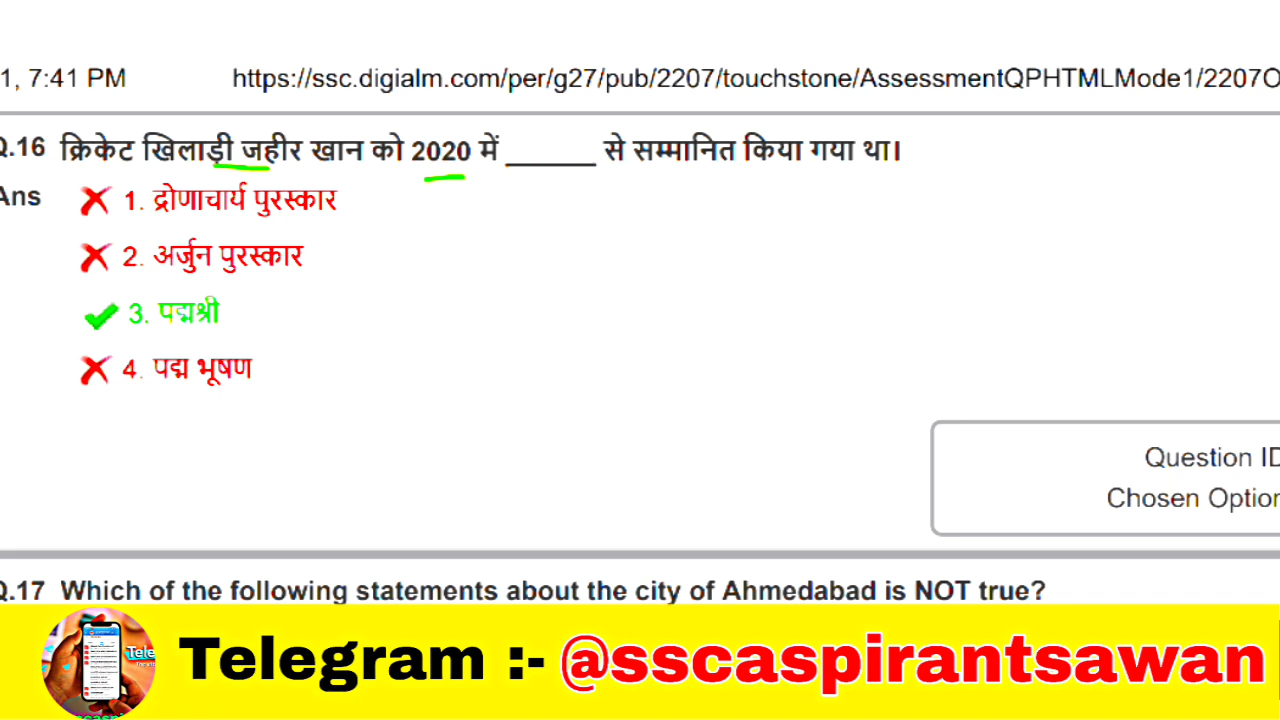 1, 7:41 PM https://ssc.digialm.com/per/g27/pub/2207/touchstone/AssessmentQPHTMLMode1/2207O
Q.16 क्रिकेट खिलाड़ी जहीर खान को 2020 में ______ से सम्मानित किया गया था।
Ans 1. द्रोणाचार्य पुरस्कार
2. अर्जुन पुरस्कार
3. पद्मश्री
4. पद्म भूषण
Question ID
Chosen Option
Q.17 Which of the following statements about the city of Ahmedabad is NOT true?
Telegram :- @sscaspirantsawan